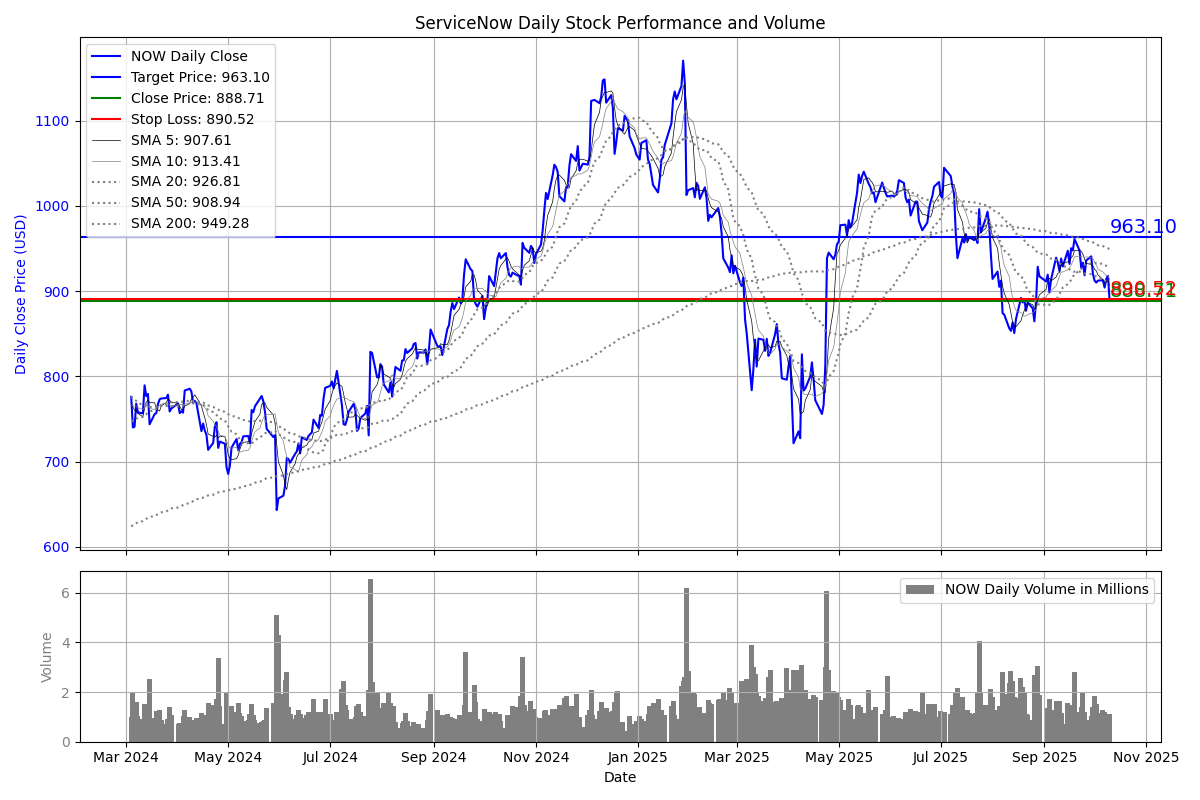 ServiceNow Daily Stock Performance and Volume
NOW Daily Close
Target Price: 963.10
Close Price: 888.71
Stop Loss: 890.52
SMA 5: 907.61
SMA 10: 913.41
SMA 20: 926.81
SMA 50: 908.94
SMA 200: 949.28
Daily Close Price (USD)
1100
1000
900
800
700
600
963.10
890.52
888.71
NOW Daily Volume in Millions
Volume
6
4
2
0
Mar 2024 May 2024 Jul 2024 Sep 2024 Nov 2024 Jan 2025 Mar 2025 May 2025 Jul 2025 Sep 2025 Nov 2025
Date